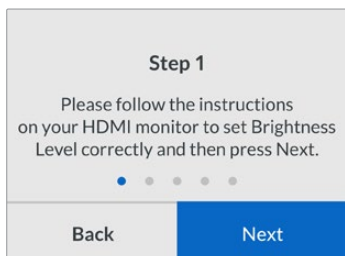 Step 1
Please follow the instructions
on your HDMI monitor to set Brightness
Level correctly and then press Next.
Back
Next